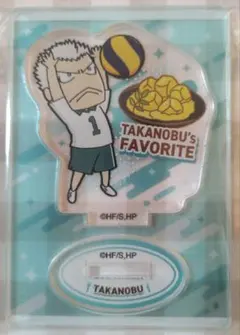 1
TAKANOBU's
FAVORITE
©HF/S,HP
©HF/S,HP
TAKANOBU